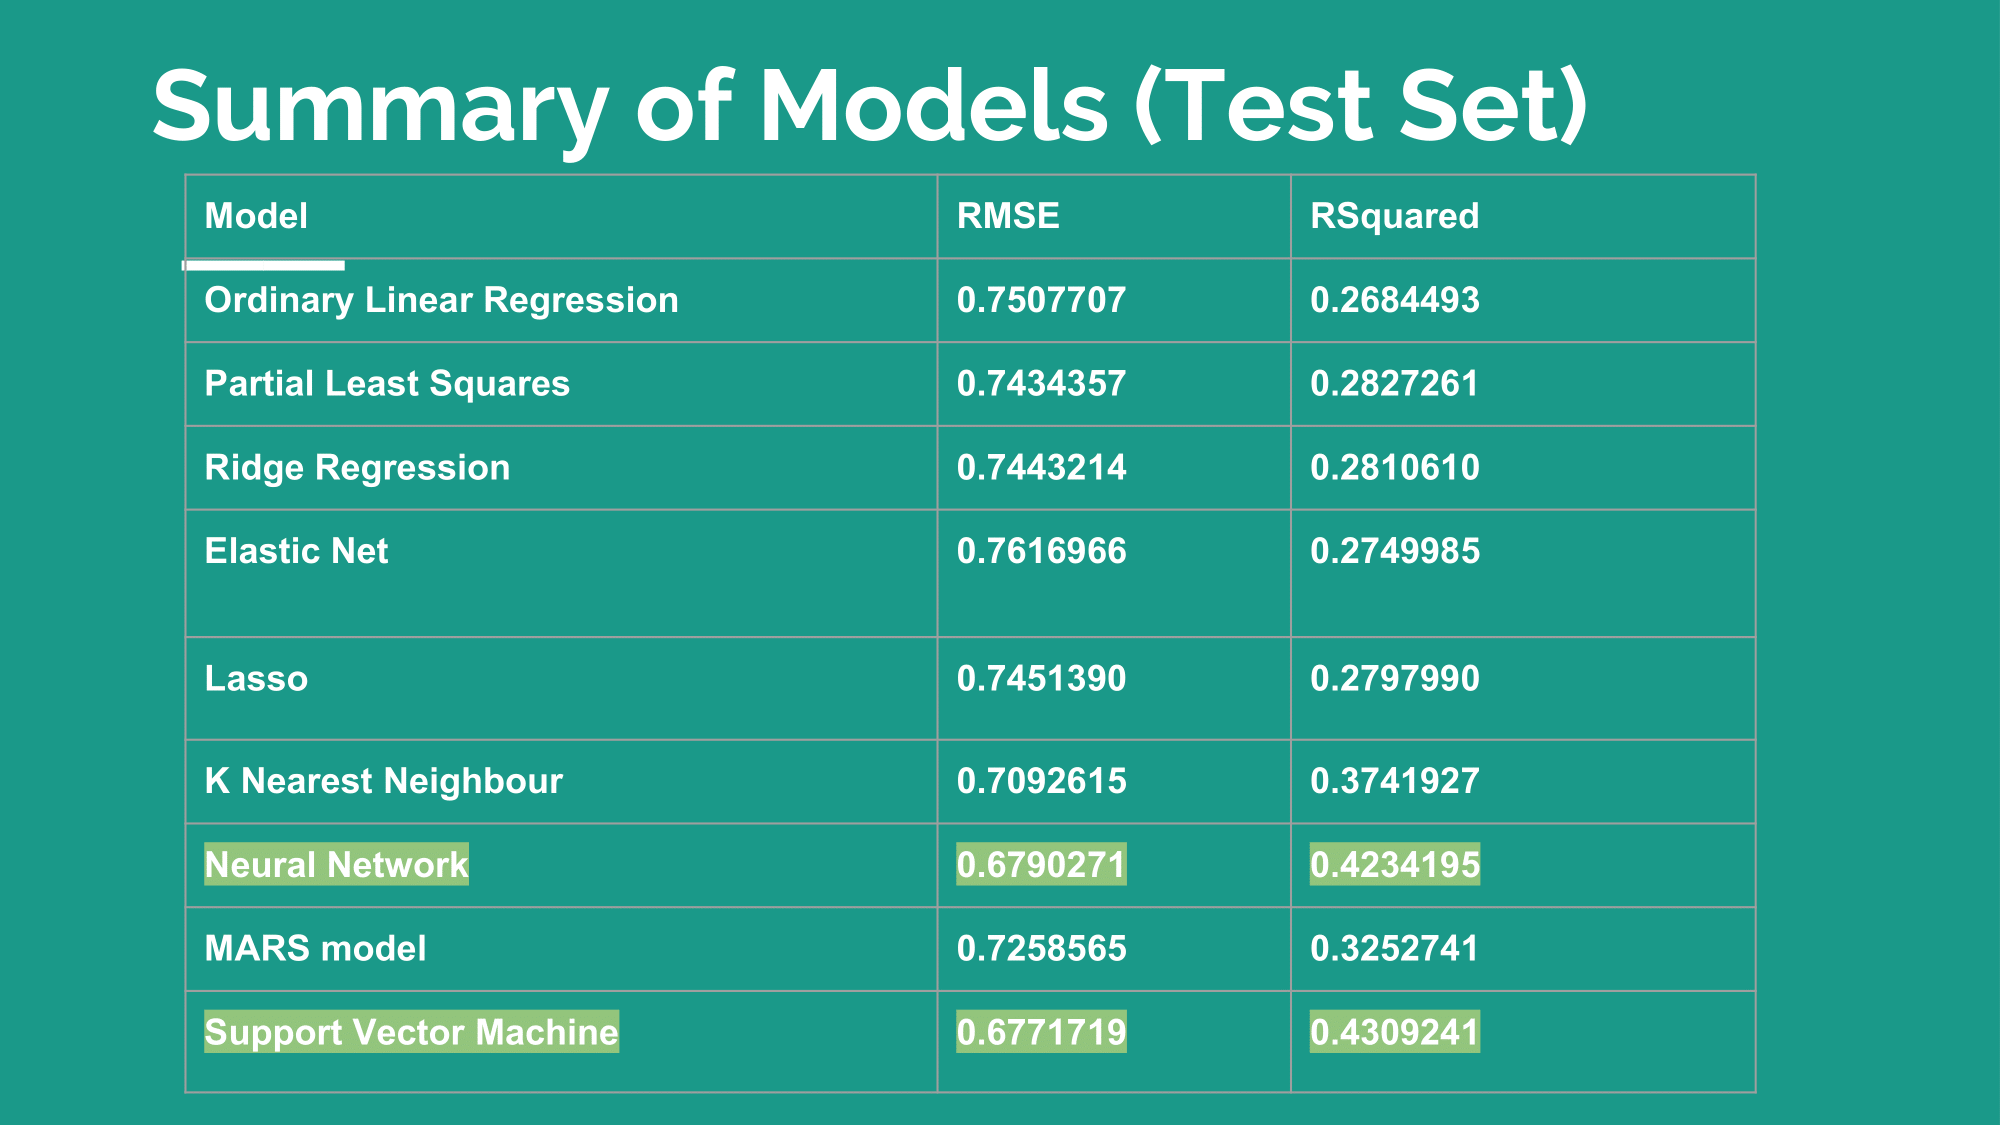 Summary of Models (Test Set)
Model RMSE RSquared
Ordinary Linear Regression 0.7507707 0.2684493
Partial Least Squares 0.7434357 0.2827261
Ridge Regression 0.7443214 0.2810610
Elastic Net 0.7616966 0.2749985
Lasso 0.7451390 0.2797990
K Nearest Neighbour 0.7092615 0.3741927
Neural Network 0.6790271 0.4234195
MARS model 0.7258565 0.3252741
Support Vector Machine 0.6771719 0.4309241